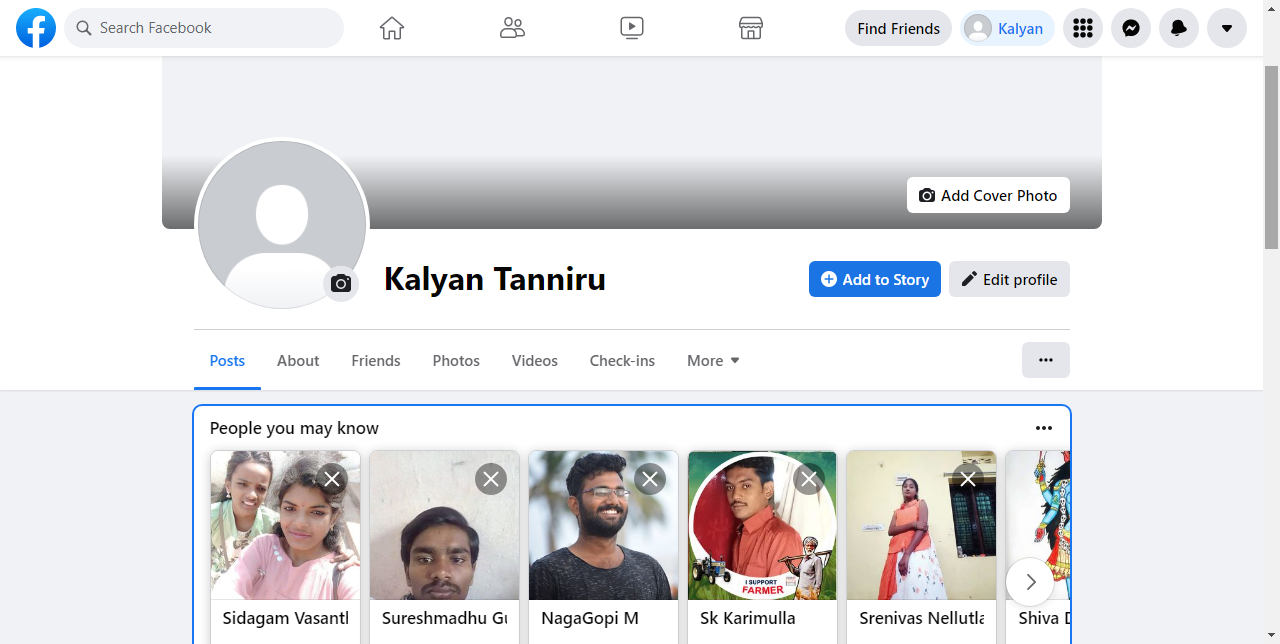 Search Facebook
Find Friends
Kalyan
Add Cover Photo
Kalyan Tanniru
Add to Story
Edit profile
Posts
About
Friends
Photos
Videos
Check-ins
More
People you may know
I SUPPORT
FARMER
Sidagam Vasant
Sureshmadhu Gu
NagaGopi M
Sk Karimulla
Srenivas Nellutla
Shiva D